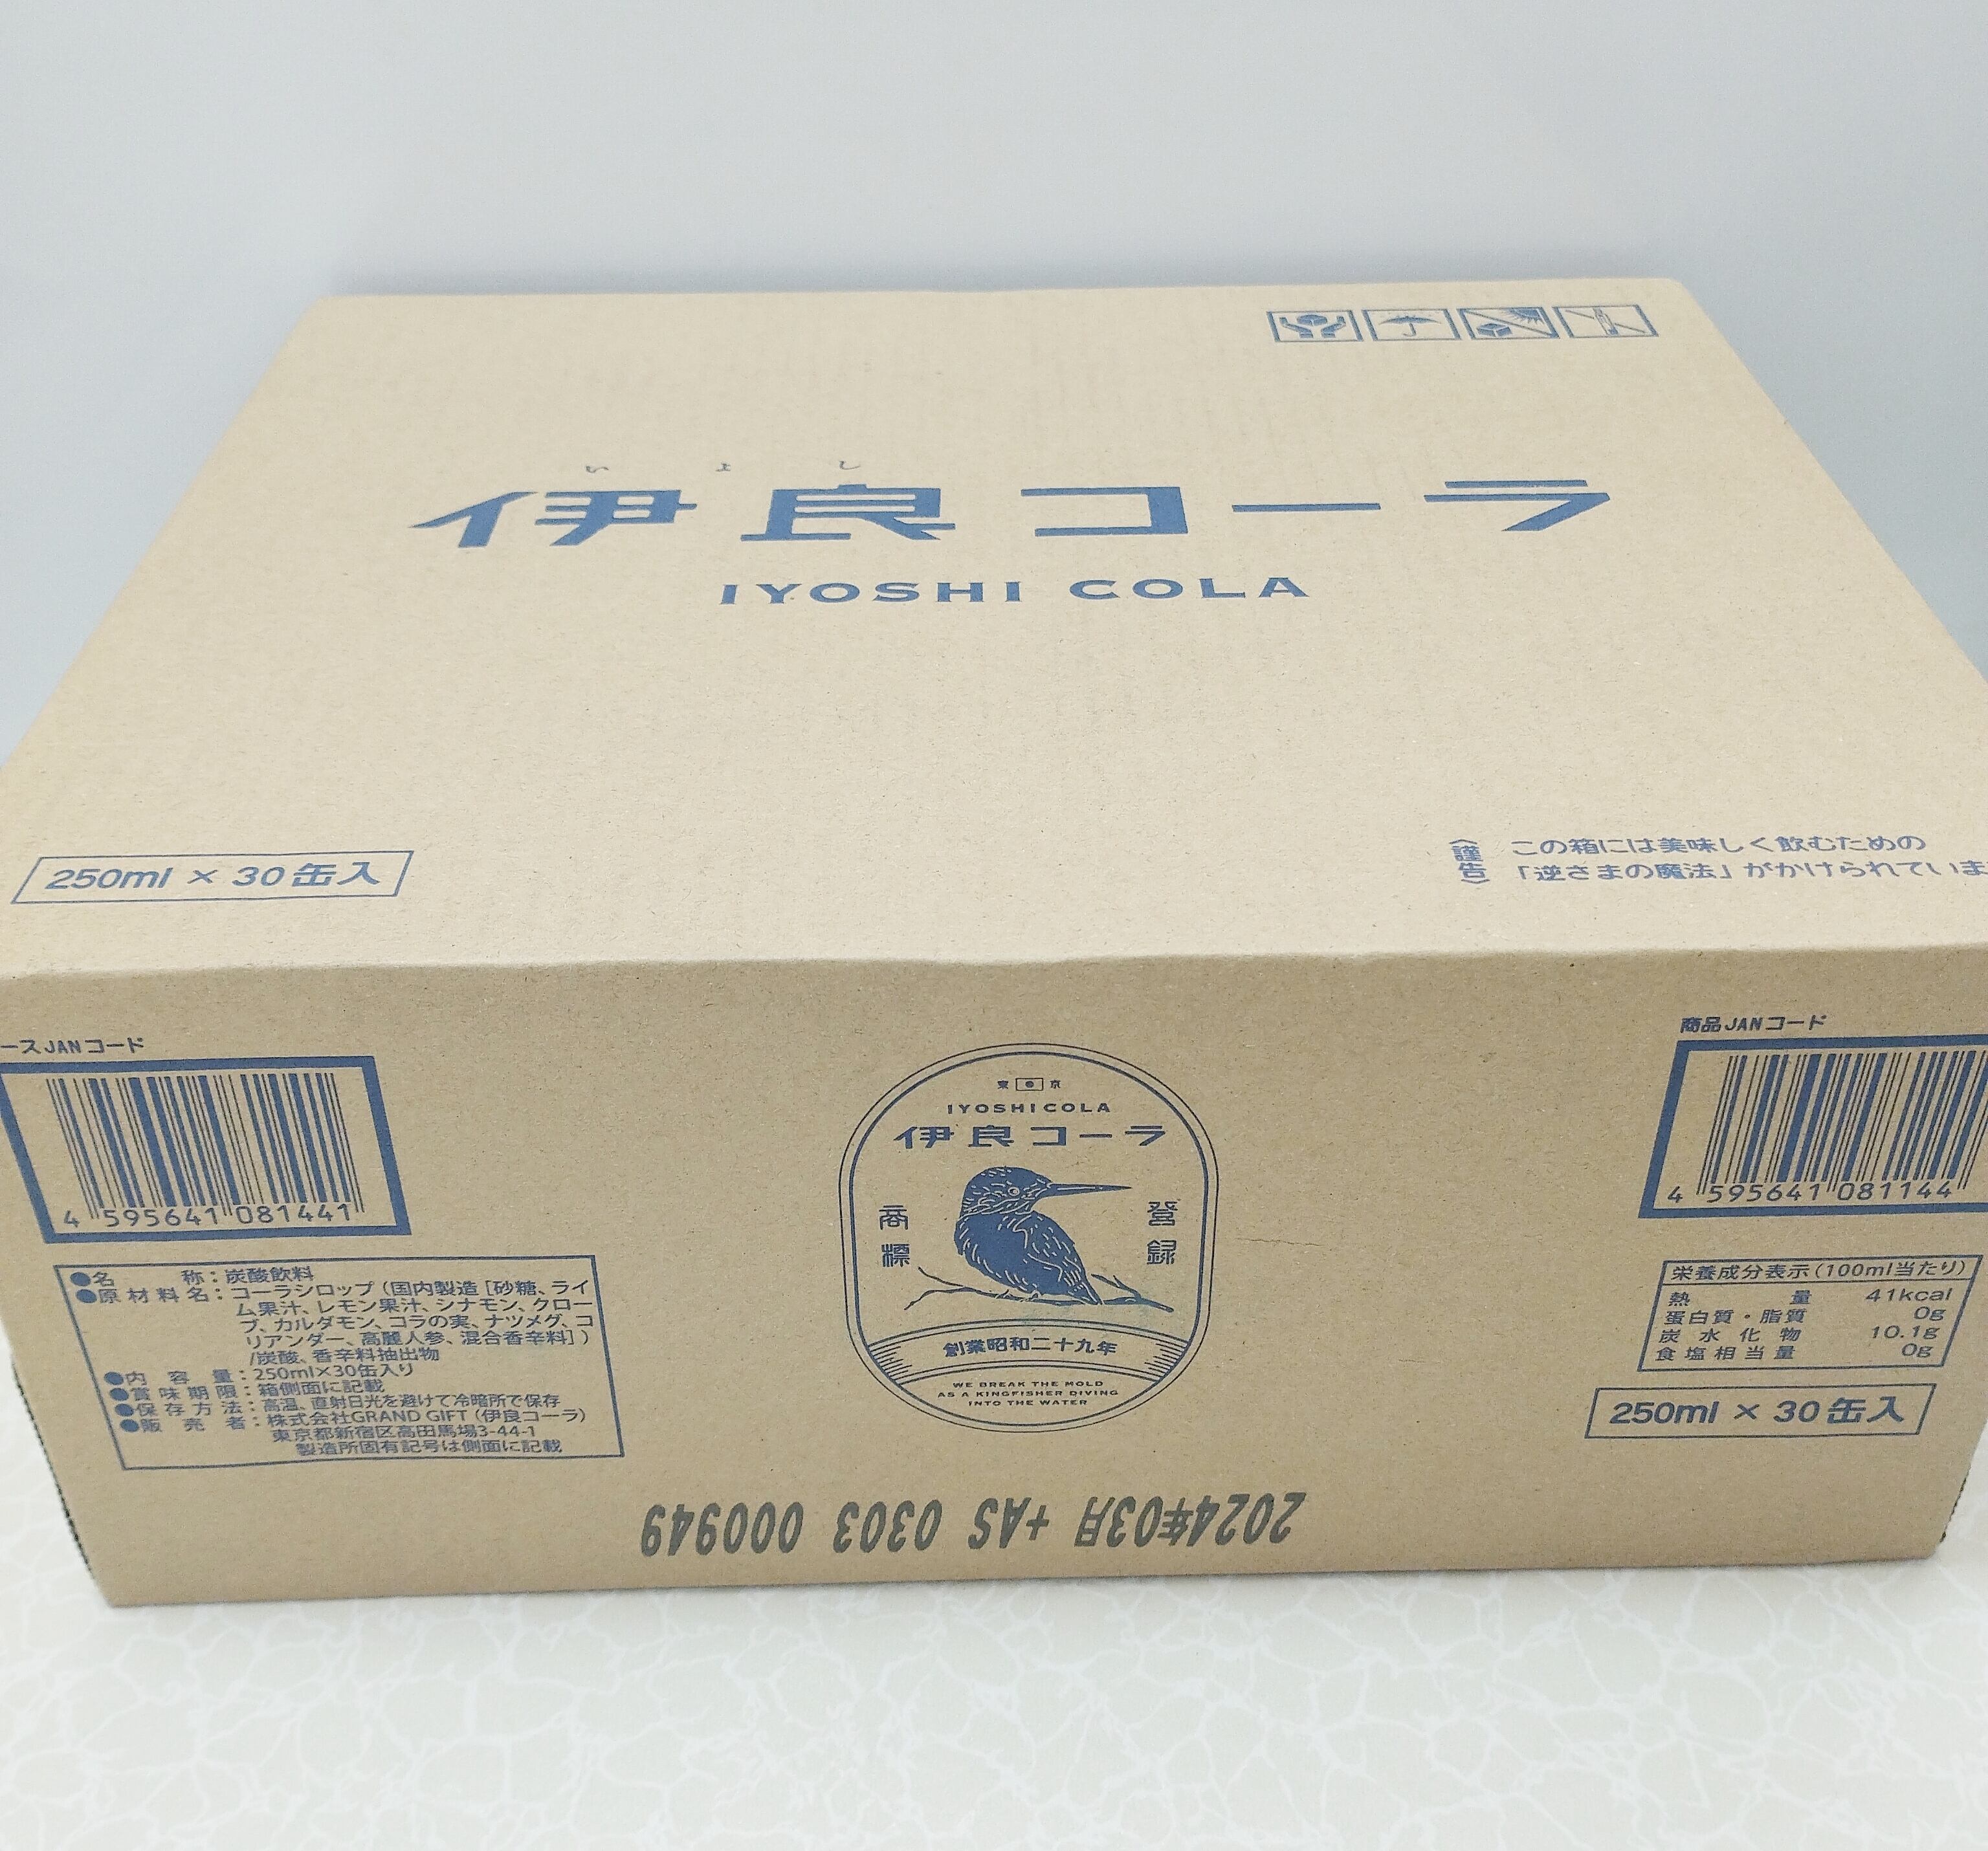 いよし
伊良コーラ
IYOSHI COLA
250ml × 30缶入
〈謹告〉
この箱には美味しく飲むための
「逆さまの魔法」がかけられていま
ースJANコード
4 595641 081441
●名称：炭酸飲料
●原材料名：コーラシロップ（国内製造［砂糖、ライ
ム果汁、レモン果汁、シナモン、クロー
ブ、カルダモン、コラの実、ナツメグ、コ
リアンダー、高麗人参、混合香辛料］）
/炭酸、香辛料抽出物
●内容量：250ml×30缶入り
●賞味期限：箱側面に記載
●保存方法：高温、直射日光を避けて冷暗所で保存
●販売者：株式会社GRAND GIFT（伊良コーラ）
東京都新宿区高田馬場3-44-1
製造所固有記号は側面に記載
東京
IYOSHI COLA
伊良コーラ
商標
登録
創業昭和二十九年
WE BREAK THE MOLD
AS A KINGFISHER DIVING
INTO THE WATER
商品JANコード
4 595641 081144
栄養成分表示（100ml当たり）
熱量 41kcal
蛋白質・脂質 0g
炭水化物 10.1g
食塩相当量 0g
250ml × 30缶入
2024年03月 +AS 0303 000949